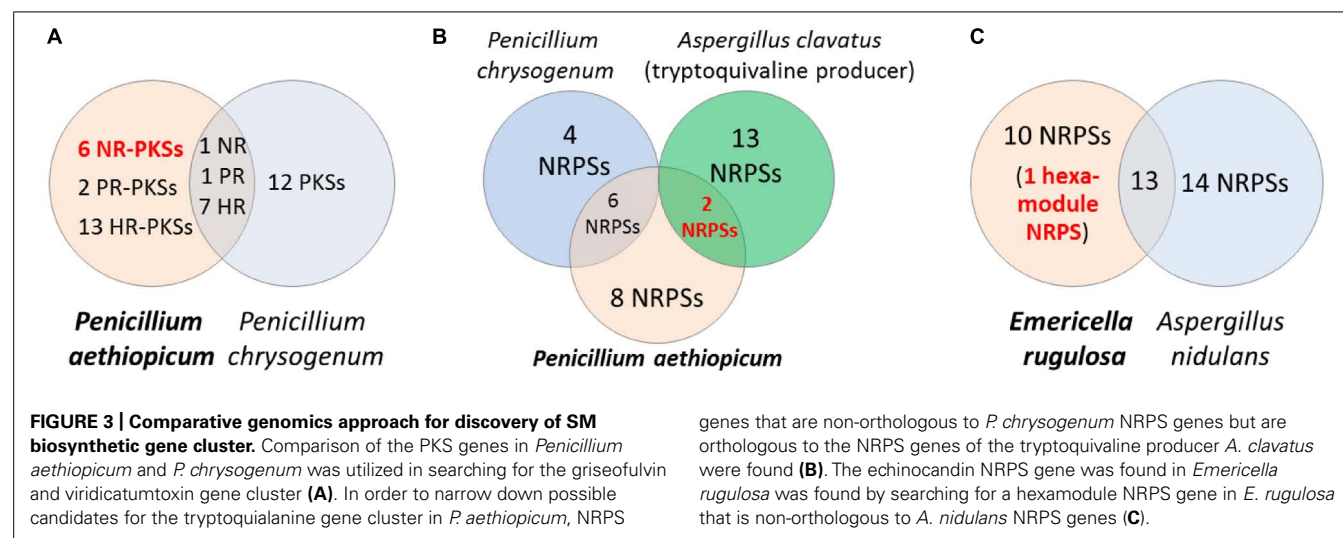 A
6 NR-PKSs
2 PR-PKSs
13 HR-PKSs
1 NR
1 PR
7 HR
12 PKSs
Penicillium
aethiopicum
Penicillium
chrysogenum
B
Penicillium
chrysogenum
Aspergillus clavatus
(tryptoquivaline producer)
4
NRPSs
13
NRPSs
6
NRPSs
2
NRPSs
8 NRPSs
Penicillium aethiopicum
C
10 NRPSs
(1 hexa-
module
NRPS)
13
14 NRPSs
Emericella
rugulosa
Aspergillus
nidulans
FIGURE 3 | Comparative genomics approach for discovery of SM
biosynthetic gene cluster. Comparison of the PKS genes in Penicillium
aethiopicum and P. chrysogenum was utilized in searching for the griseofulvin
and viridicatumtoxin gene cluster (A). In order to narrow down possible
candidates for the tryptoquialanine gene cluster in P. aethiopicum, NRPS
genes that are non-orthologous to P. chrysogenum NRPS genes but are
orthologous to the NRPS genes of the tryptoquivaline producer A. clavatus
were found (B). The echinocandin NRPS gene was found in Emericella
rugulosa was found by searching for a hexamodule NRPS gene in E. rugulosa
that is non-orthologous to A. nidulans NRPS genes (C).